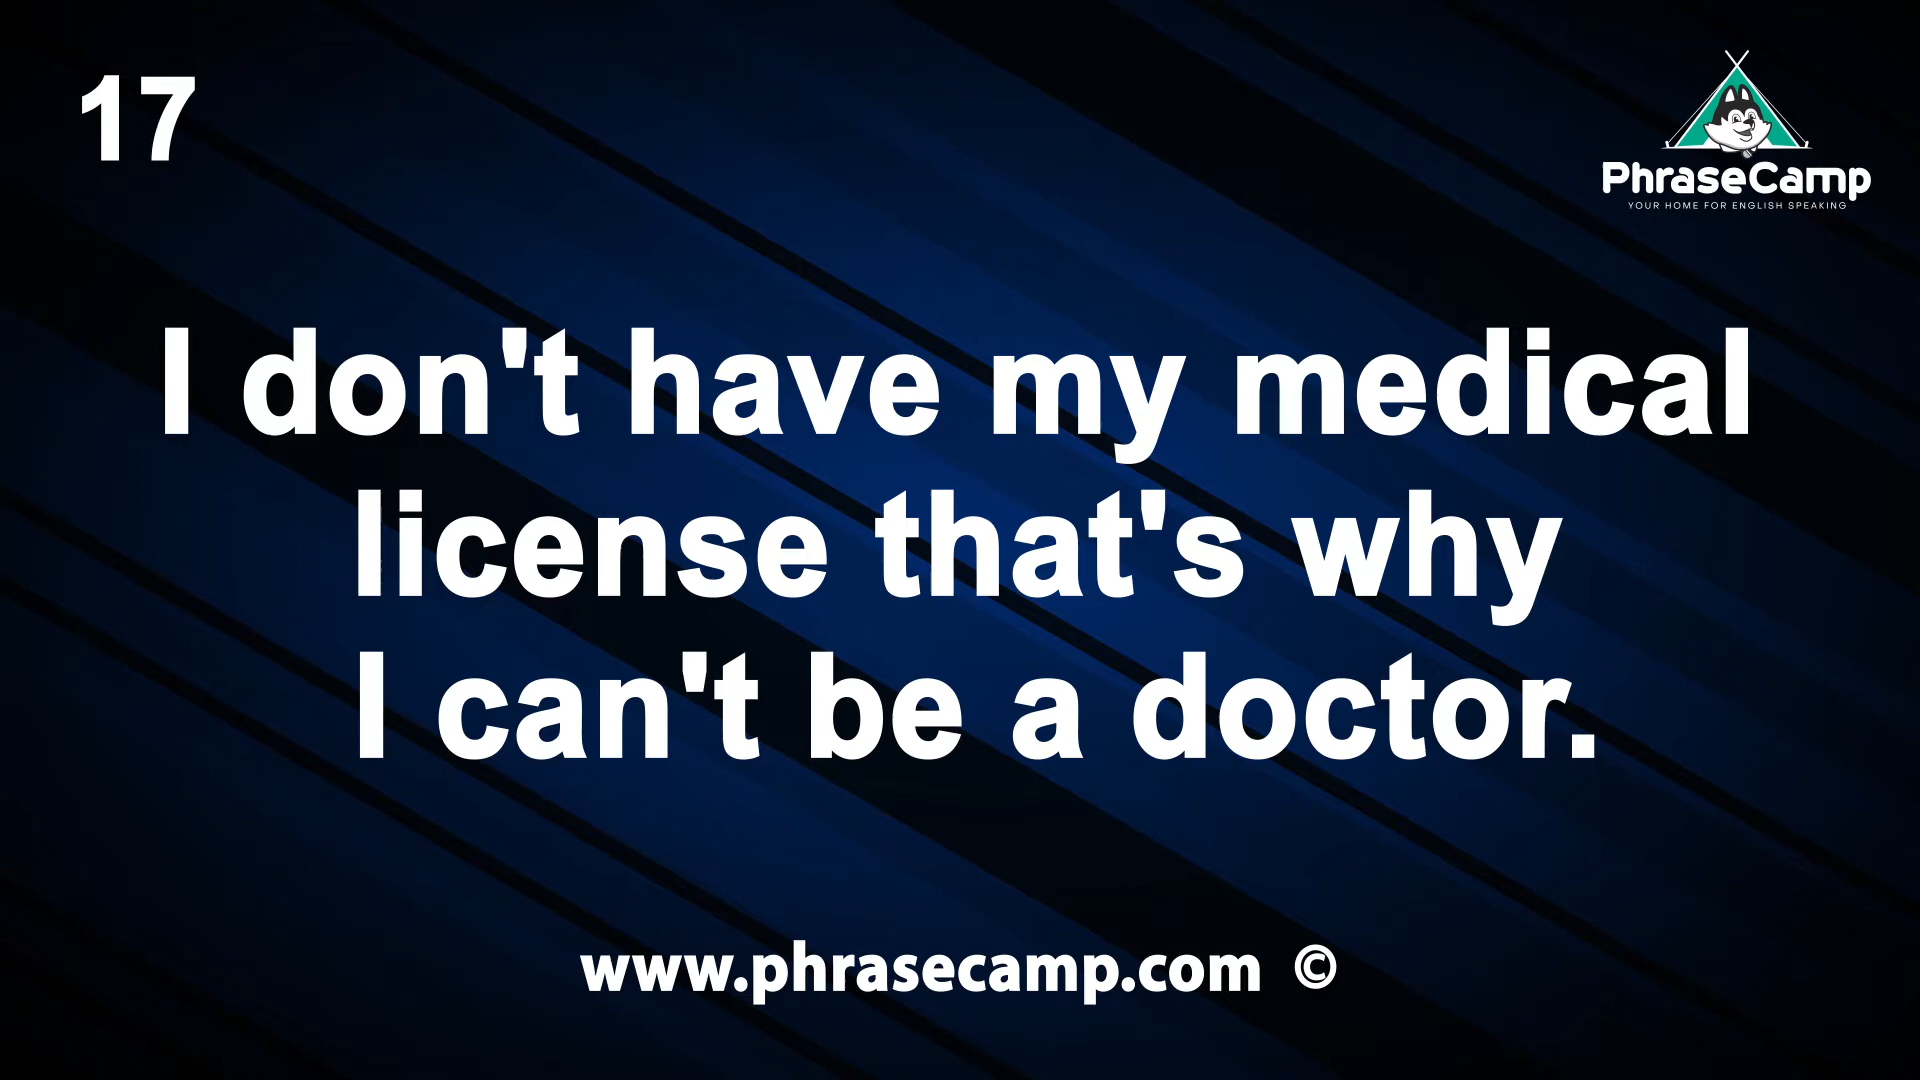 17
PhraseCamp
YOUR HOME FOR ENGLISH SPEAKING
I don't have my medical
license that's why
I can't be a doctor.
www.phrasecamp.com ©